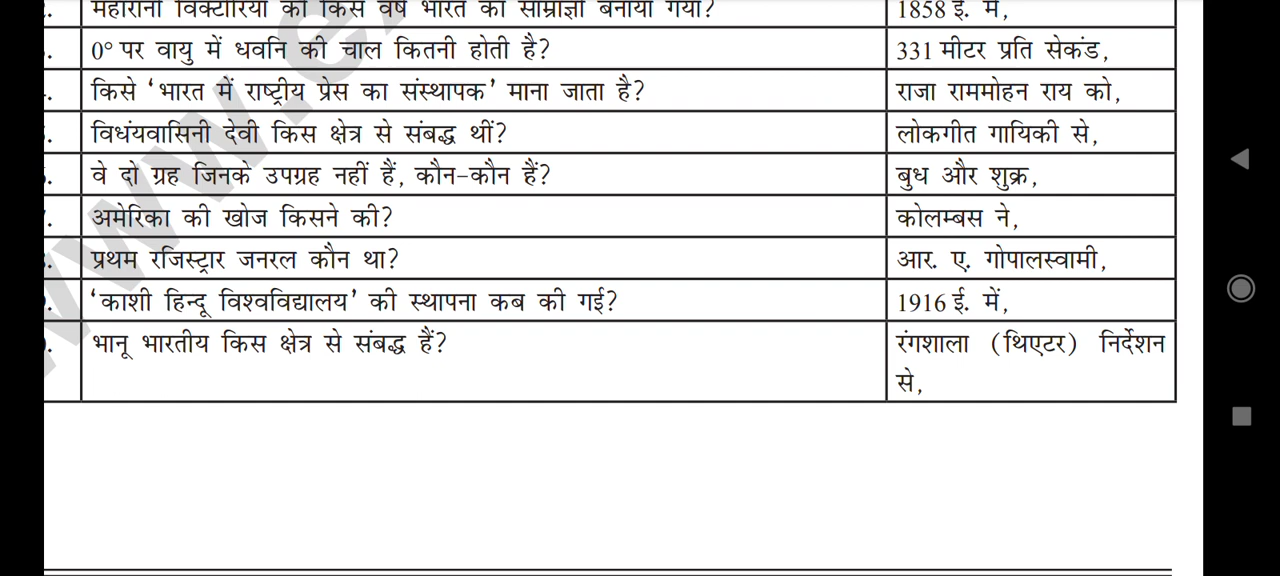 महारानी विक्टोरिया को किस वर्ष भारत की साम्राज्ञी बनाया गया? 1858 ई. में,
0° पर वायु में धवनि की चाल कितनी होती है? 331 मीटर प्रति सेकंड,
किसे ‘भारत में राष्ट्रीय प्रेस का संस्थापक’ माना जाता है? राजा राममोहन राय को,
विधंयवासिनी देवी किस क्षेत्र से संबद्ध थीं? लोकगीत गायिकी से,
वे दो ग्रह जिनके उपग्रह नहीं हैं, कौन-कौन हैं? बुध और शुक्र,
अमेरिका की खोज किसने की? कोलम्बस ने,
प्रथम रजिस्ट्रार जनरल कौन था? आर. ए. गोपालस्वामी,
‘काशी हिन्दू विश्वविद्यालय’ की स्थापना कब की गई? 1916 ई. में,
भानू भारतीय किस क्षेत्र से संबद्ध हैं? रंगशाला (थिएटर) निर्देशन
से,
www.e